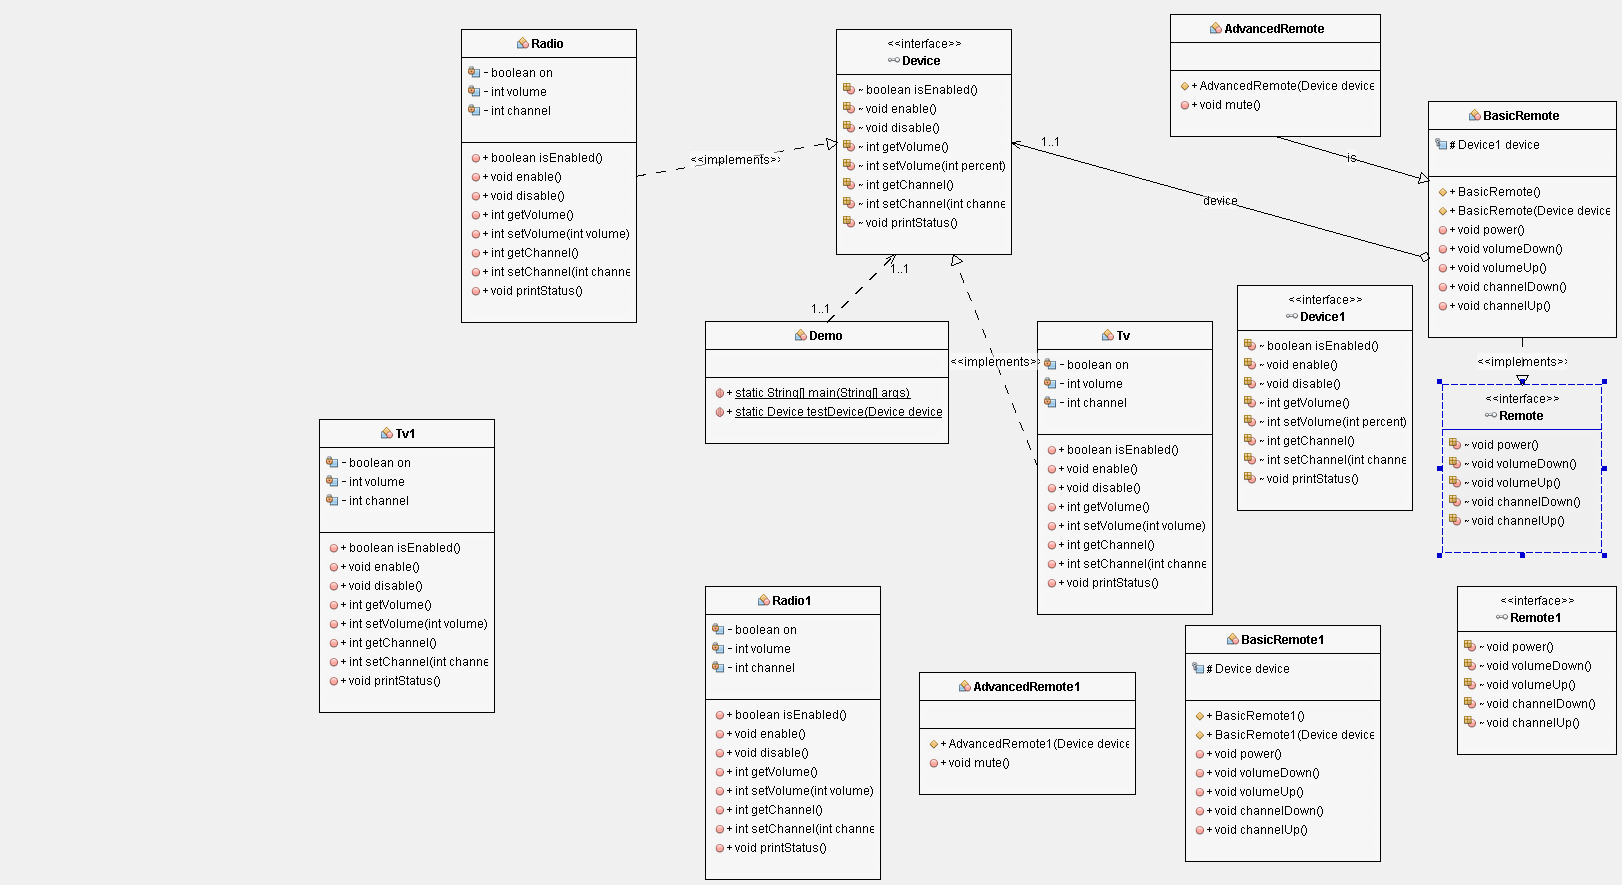 Radio
- boolean on
- int volume
- int channel
+ boolean isEnabled()
+ void enable()
+ void disable()
+ int getVolume()
+ int setVolume(int volume)
+ int getChannel()
+ int setChannel(int channe
+ void printStatus()
<<implements>>
<<interface>>
Device
~ boolean isEnabled()
~ void enable()
~ void disable()
~ int getVolume()
~ int setVolume(int percent)
~ int getChannel()
~ int setChannel(int channe
~ void printStatus()
1..1
device
AdvancedRemote
+ AdvancedRemote(Device device
+ void mute()
is
BasicRemote
# Device1 device
+ BasicRemote()
+ BasicRemote(Device device
+ void power()
+ void volumeDown()
+ void volumeUp()
+ void channelDown()
+ void channelUp()
<<implements>>
1..1
1..1
Demo
+ static String[] main(String[] args)
+ static Device testDevice(Device device
<<implements>>
Tv
- boolean on
- int volume
- int channel
+ boolean isEnabled()
+ void enable()
+ void disable()
+ int getVolume()
+ int setVolume(int volume)
+ int getChannel()
+ int setChannel(int channe
+ void printStatus()
<<interface>>
Device1
~ boolean isEnabled()
~ void enable()
~ void disable()
~ int getVolume()
~ int setVolume(int percent)
~ int getChannel()
~ int setChannel(int channe
~ void printStatus()
<<interface>>
Remote
~ void power()
~ void volumeDown()
~ void volumeUp()
~ void channelDown()
~ void channelUp()
Tv1
- boolean on
- int volume
- int channel
+ boolean isEnabled()
+ void enable()
+ void disable()
+ int getVolume()
+ int setVolume(int volume)
+ int getChannel()
+ int setChannel(int channe
+ void printStatus()
Radio1
- boolean on
- int volume
- int channel
+ boolean isEnabled()
+ void enable()
+ void disable()
+ int getVolume()
+ int setVolume(int volume)
+ int getChannel()
+ int setChannel(int channe
+ void printStatus()
AdvancedRemote1
+ AdvancedRemote1(Device device
+ void mute()
BasicRemote1
# Device device
+ BasicRemote1()
+ BasicRemote1(Device device
+ void power()
+ void volumeDown()
+ void volumeUp()
+ void channelDown()
+ void channelUp()
<<interface>>
Remote1
~ void power()
~ void volumeDown()
~ void volumeUp()
~ void channelDown()
~ void channelUp()